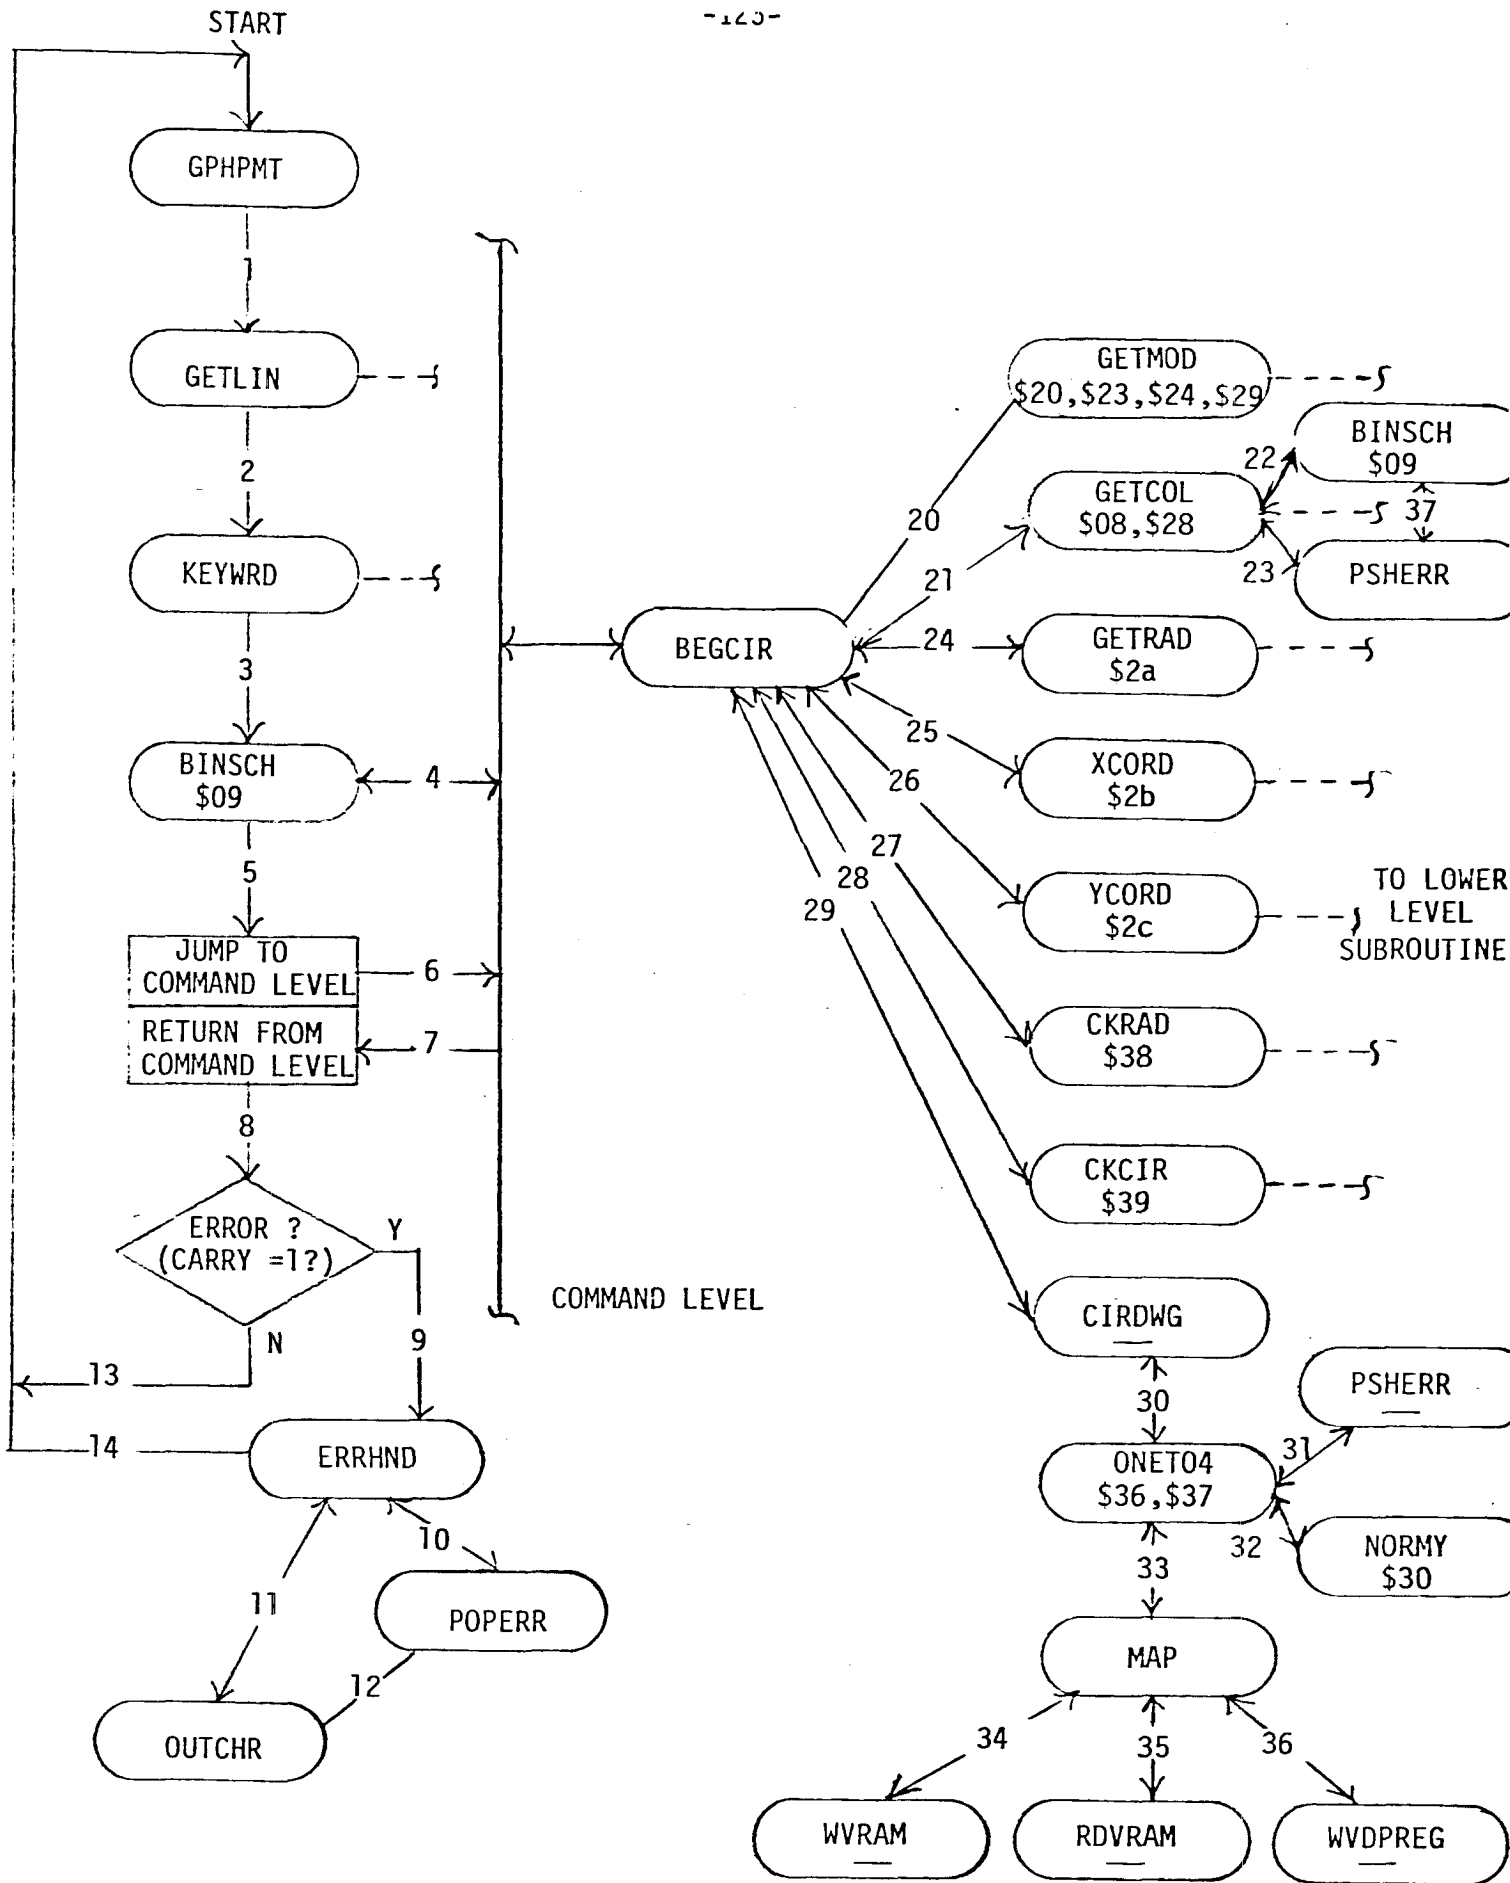 START
GPHPMT
1
GETLIN
2
KEYWRD
3
BINSCH
$09
4
5
JUMP TO
COMMAND LEVEL
6
RETURN FROM
COMMAND LEVEL
7
8
ERROR ?
(CARRY =1?)
Y
N
9
13
14
ERRHND
10
11
POPERR
12
OUTCHR
COMMAND LEVEL
BEGCIR
20
GETMOD
$20,$23,$24,$29
21
GETCOL
$08,$28
22
BINSCH
$09
37
23
PSHERR
24
GETRAD
$2a
25
XCORD
$2b
26
YCORD
$2c
TO LOWER
LEVEL
SUBROUTINE
27
CKRAD
$38
28
CKCIR
$39
29
CIRDWG
30
ONETO4
$36,$37
31
PSHERR
32
NORMY
$30
33
MAP
34
35
36
WVRAM
RDVRAM
WVDPREG